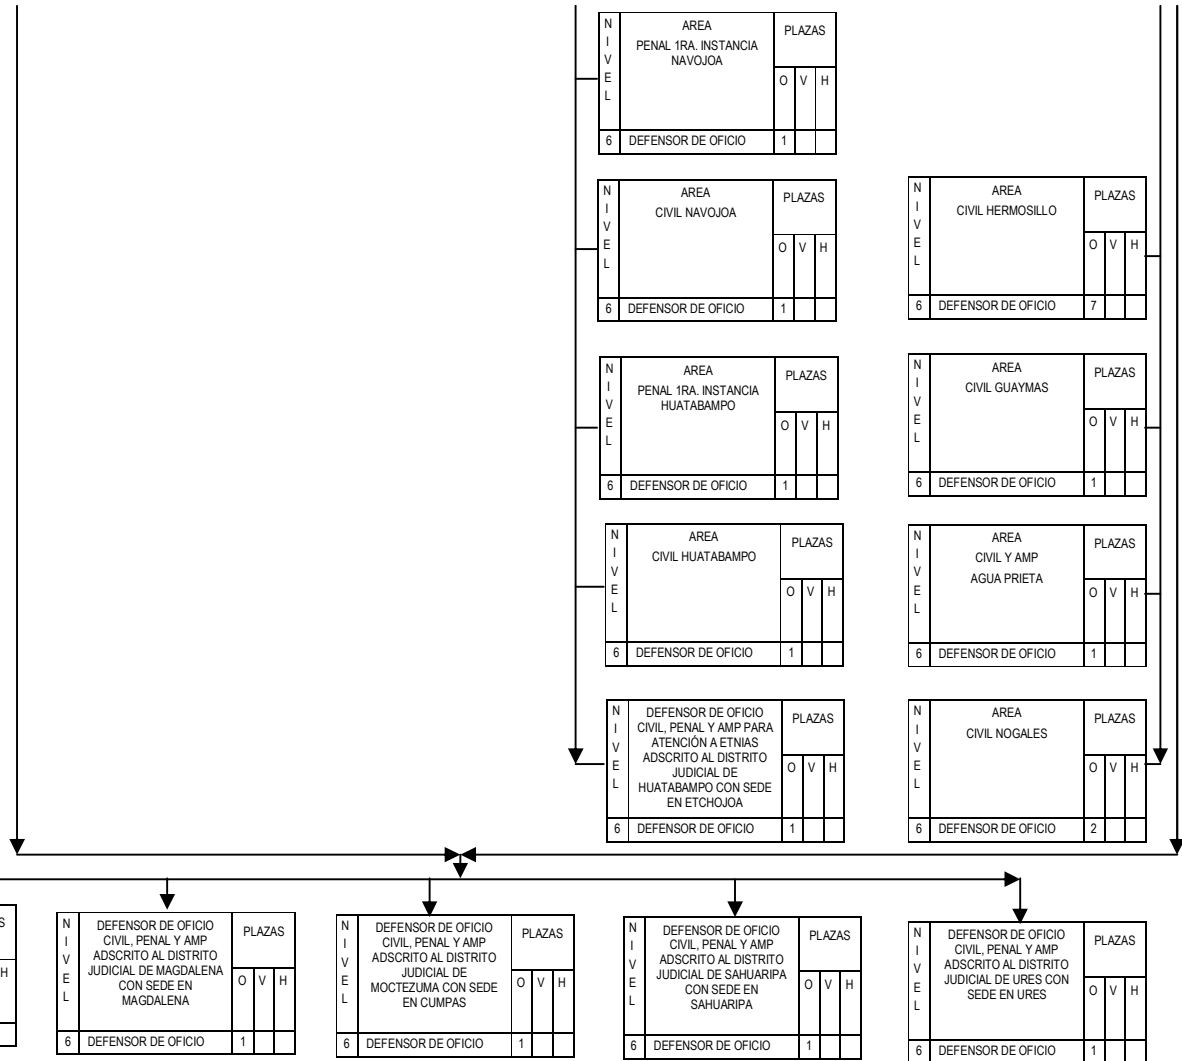 N
I
V
E
L
AREA
PENAL 1RA. INSTANCIA
NAVOJOA
PLAZAS
O V H
6 DEFENSOR DE OFICIO 1
N
I
V
E
L
AREA
CIVIL NAVOJOA
PLAZAS
O V H
6 DEFENSOR DE OFICIO 1
N
I
V
E
L
AREA
CIVIL HERMOSILLO
PLAZAS
O V H
6 DEFENSOR DE OFICIO 7
N
I
V
E
L
AREA
PENAL 1RA. INSTANCIA
HUATABAMPO
PLAZAS
O V H
6 DEFENSOR DE OFICIO 1
N
I
V
E
L
AREA
CIVIL GUAYMAS
PLAZAS
O V H
6 DEFENSOR DE OFICIO 1
N
I
V
E
L
AREA
CIVIL HUATABAMPO
PLAZAS
O V H
6 DEFENSOR DE OFICIO 1
N
I
V
E
L
AREA
CIVIL Y AMP
AGUA PRIETA
PLAZAS
O V H
6 DEFENSOR DE OFICIO 1
N
I
V
E
L
DEFENSOR DE OFICIO
CIVIL, PENAL Y AMP PARA
ATENCIÓN A ETNIAS
ADSCRITO AL DISTRITO
JUDICIAL DE
HUATABAMPO CON SEDE
EN ETCHOJOA
PLAZAS
O V H
6 DEFENSOR DE OFICIO 1
N
I
V
E
L
AREA
CIVIL NOGALES
PLAZAS
O V H
6 DEFENSOR DE OFICIO 2
S
H
N
I
V
E
L
DEFENSOR DE OFICIO
CIVIL, PENAL Y AMP
ADSCRITO AL DISTRITO
JUDICIAL DE MAGDALENA
CON SEDE EN
MAGDALENA
PLAZAS
O V H
6 DEFENSOR DE OFICIO 1
N
I
V
E
L
DEFENSOR DE OFICIO
CIVIL, PENAL Y AMP
ADSCRITO AL DISTRITO
JUDICIAL DE
MOCTEZUMA CON SEDE
EN CUMPAS
PLAZAS
O V H
6 DEFENSOR DE OFICIO 1
N
I
V
E
L
DEFENSOR DE OFICIO
CIVIL, PENAL Y AMP
ADSCRITO AL DISTRITO
JUDICIAL DE SAHUARIPA
CON SEDE EN
SAHUARIPA
PLAZAS
O V H
6 DEFENSOR DE OFICIO 1
N
I
V
E
L
DEFENSOR DE OFICIO
CIVIL, PENAL Y AMP
ADSCRITO AL DISTRITO
JUDICIAL DE URES CON
SEDE EN URES
PLAZAS
O V H
6 DEFENSOR DE OFICIO 1